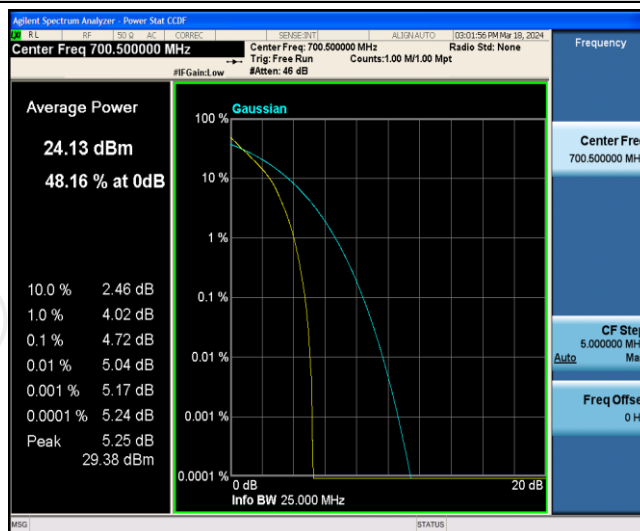 Agilent Spectrum Analyzer - Power Stat CCDF
RL RF 50 Ω AC CORREC SENSE:INT ALIGNAUTO 03:01:56 PM Mar 18, 2024
Center Freq 700.500000 MHz
Center Freq: 700.500000 MHz Radio Std: None
Trig: Free Run Counts:1.00 M/1.00 Mpt
#IFGain:Low #Atten: 46 dB
Frequency
Average Power
24.13 dBm
48.16 % at 0dB
10.0 % 2.46 dB
1.0 % 4.02 dB
0.1 % 4.72 dB
0.01 % 5.04 dB
0.001 % 5.17 dB
0.0001 % 5.24 dB
Peak 5.25 dB
29.38 dBm
Gaussian
100 %
10 %
1 %
0.1 %
0.01 %
0.001 %
0.0001 %
0 dB 20 dB
Info BW 25.000 MHz
Center Fre
700.500000 MH
CF Step
5.000000 MH
Auto Ma
Freq Offse
0 H
MSG STATUS